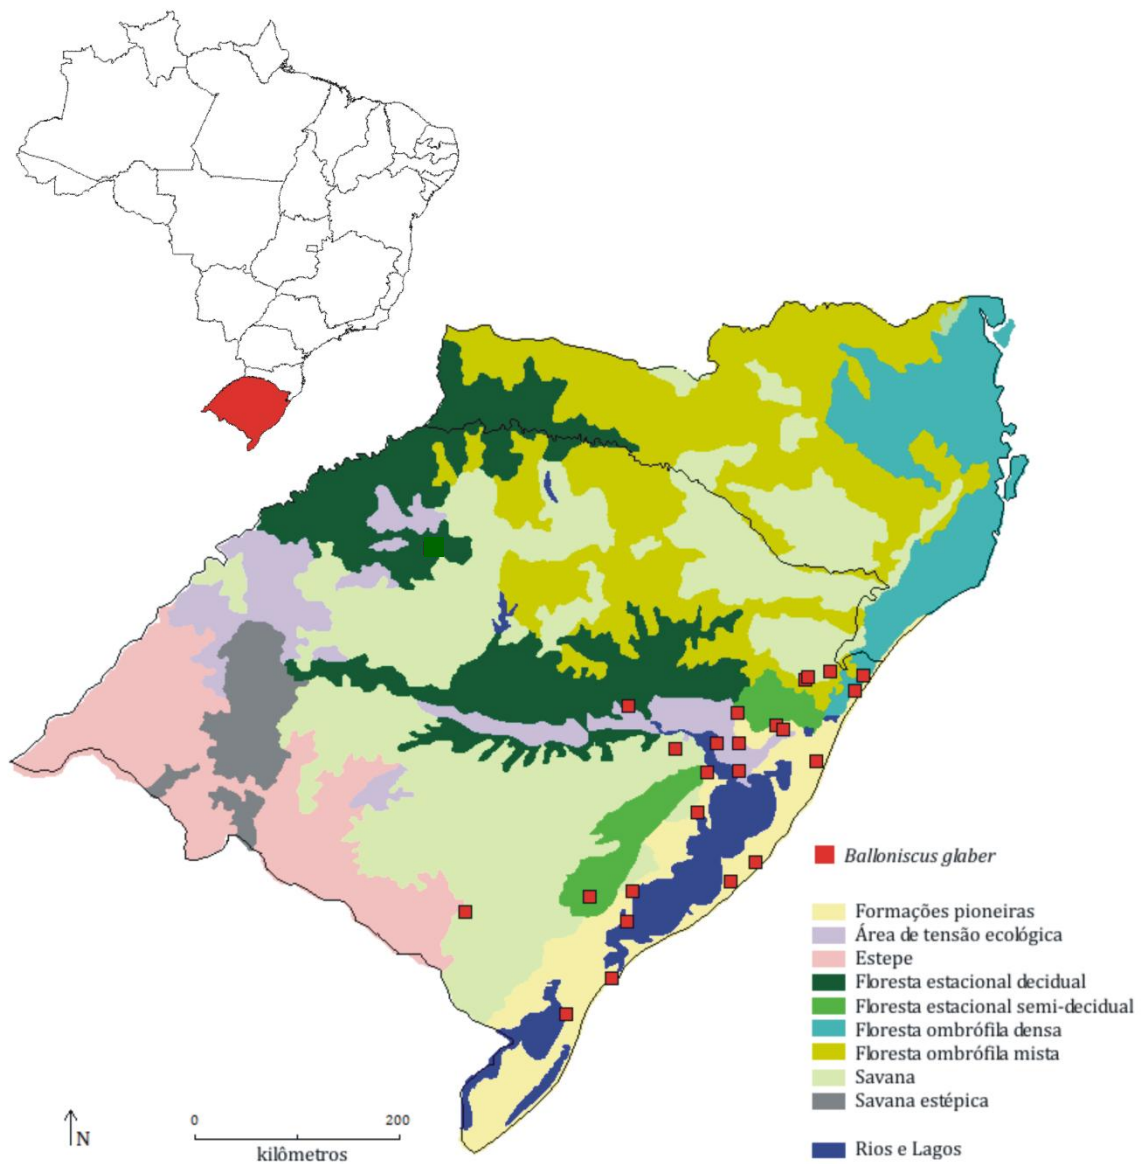 Balloniscus glaber
Formações pioneiras
Área de tensão ecológica
Estepe
Floresta estacional decidual
Floresta estacional semi-decidual
Floresta ombrófila densa
Floresta ombrófila mista
Savana
Savana estépica
Rios e Lagos
N
0 200
kilômetros